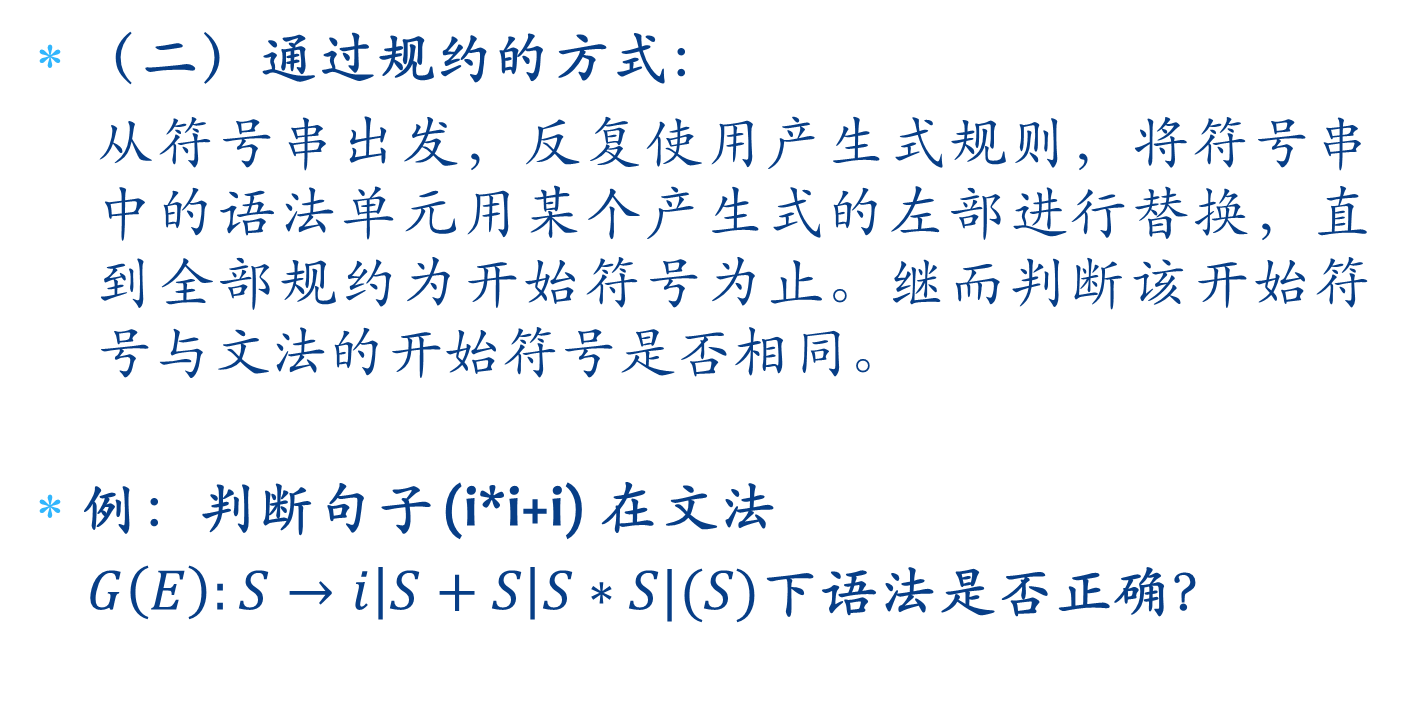 * （二）通过规约的方式：
从符号串出发，反复使用产生式规则，将符号串
中的语法单元用某个产生式的左部进行替换，直
到全部规约为开始符号为止。继而判断该开始符
号与文法的开始符号是否相同。
* 例：判断句子(i*i+i) 在文法
G(E): S → i|S + S|S * S|(S)下语法是否正确?